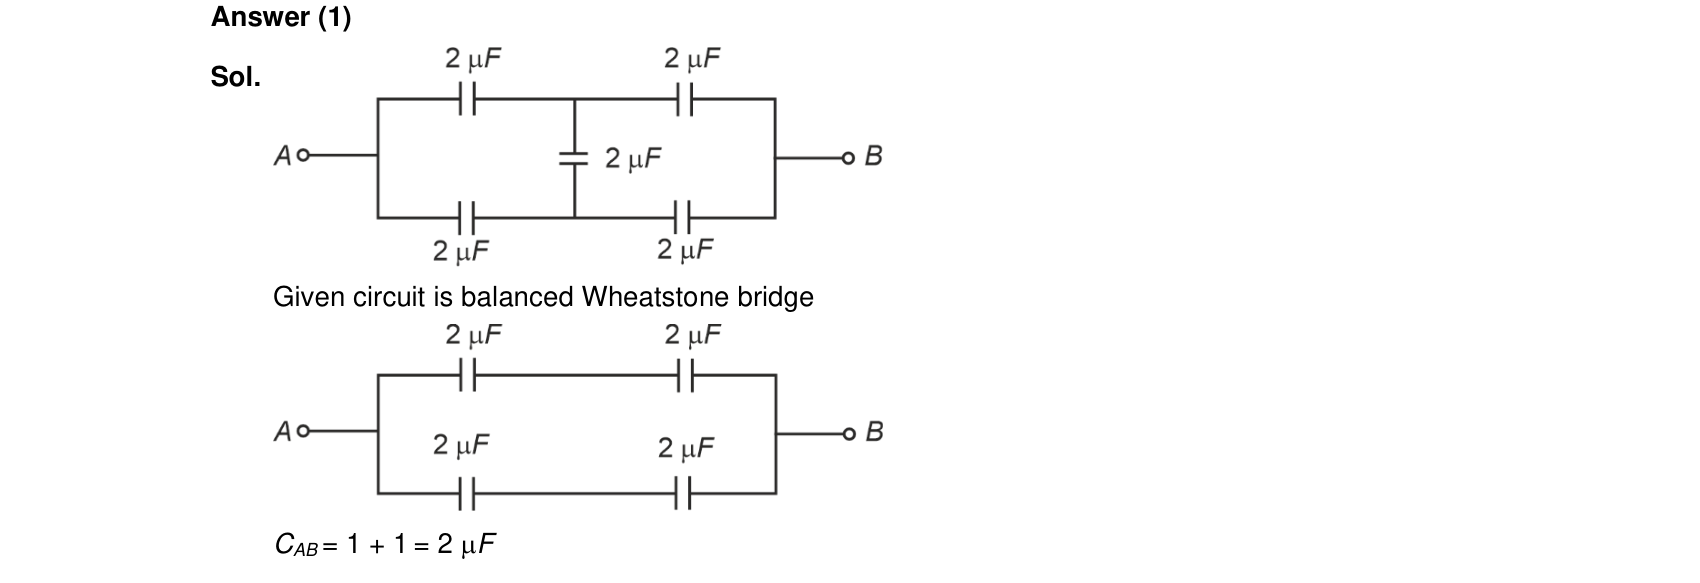 Answer (1)
Sol.
2 μF 2 μF
A B
2 μF
2 μF 2 μF
Given circuit is balanced Wheatstone bridge
2 μF 2 μF
A B
2 μF 2 μF
C_AB = 1 + 1 = 2 μF